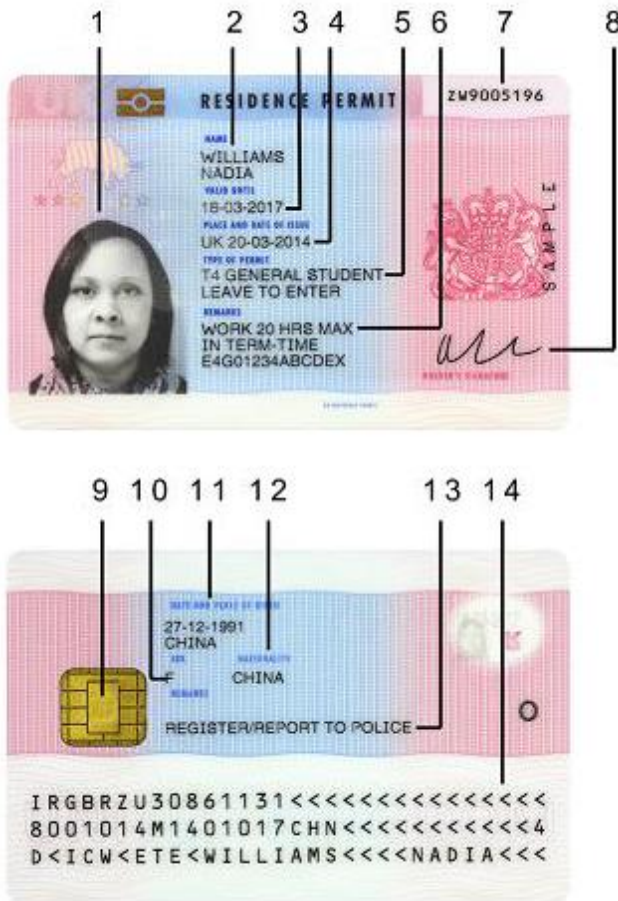 1 2 3 4 5 6 7 8
RESIDENCE PERMIT
ZW9005196
NAME
WILLIAMS
NADIA
VALID UNTIL
18-03-2017
PLACE AND DATE OF ISSUE
UK 20-03-2014
TYPE OF PERMIT
T4 GENERAL STUDENT
LEAVE TO ENTER
REMARKS
WORK 20 HRS MAX
IN TERM-TIME
E4G01234ABCDEX
SAMPLE
HOLDER'S SIGNATURE
9 10 11 12 13 14
DATE AND PLACE OF BIRTH
27-12-1991
CHINA
SEX NATIONALITY
F CHINA
REMARKS
REGISTER/REPORT TO POLICE
IRGBRZU30861131<<<<<<<<<<<<<<<
8001014M1401017CHN<<<<<<<<<<<4
D<ICW<ETE<WILLIAMS<<<<NADIA<<<